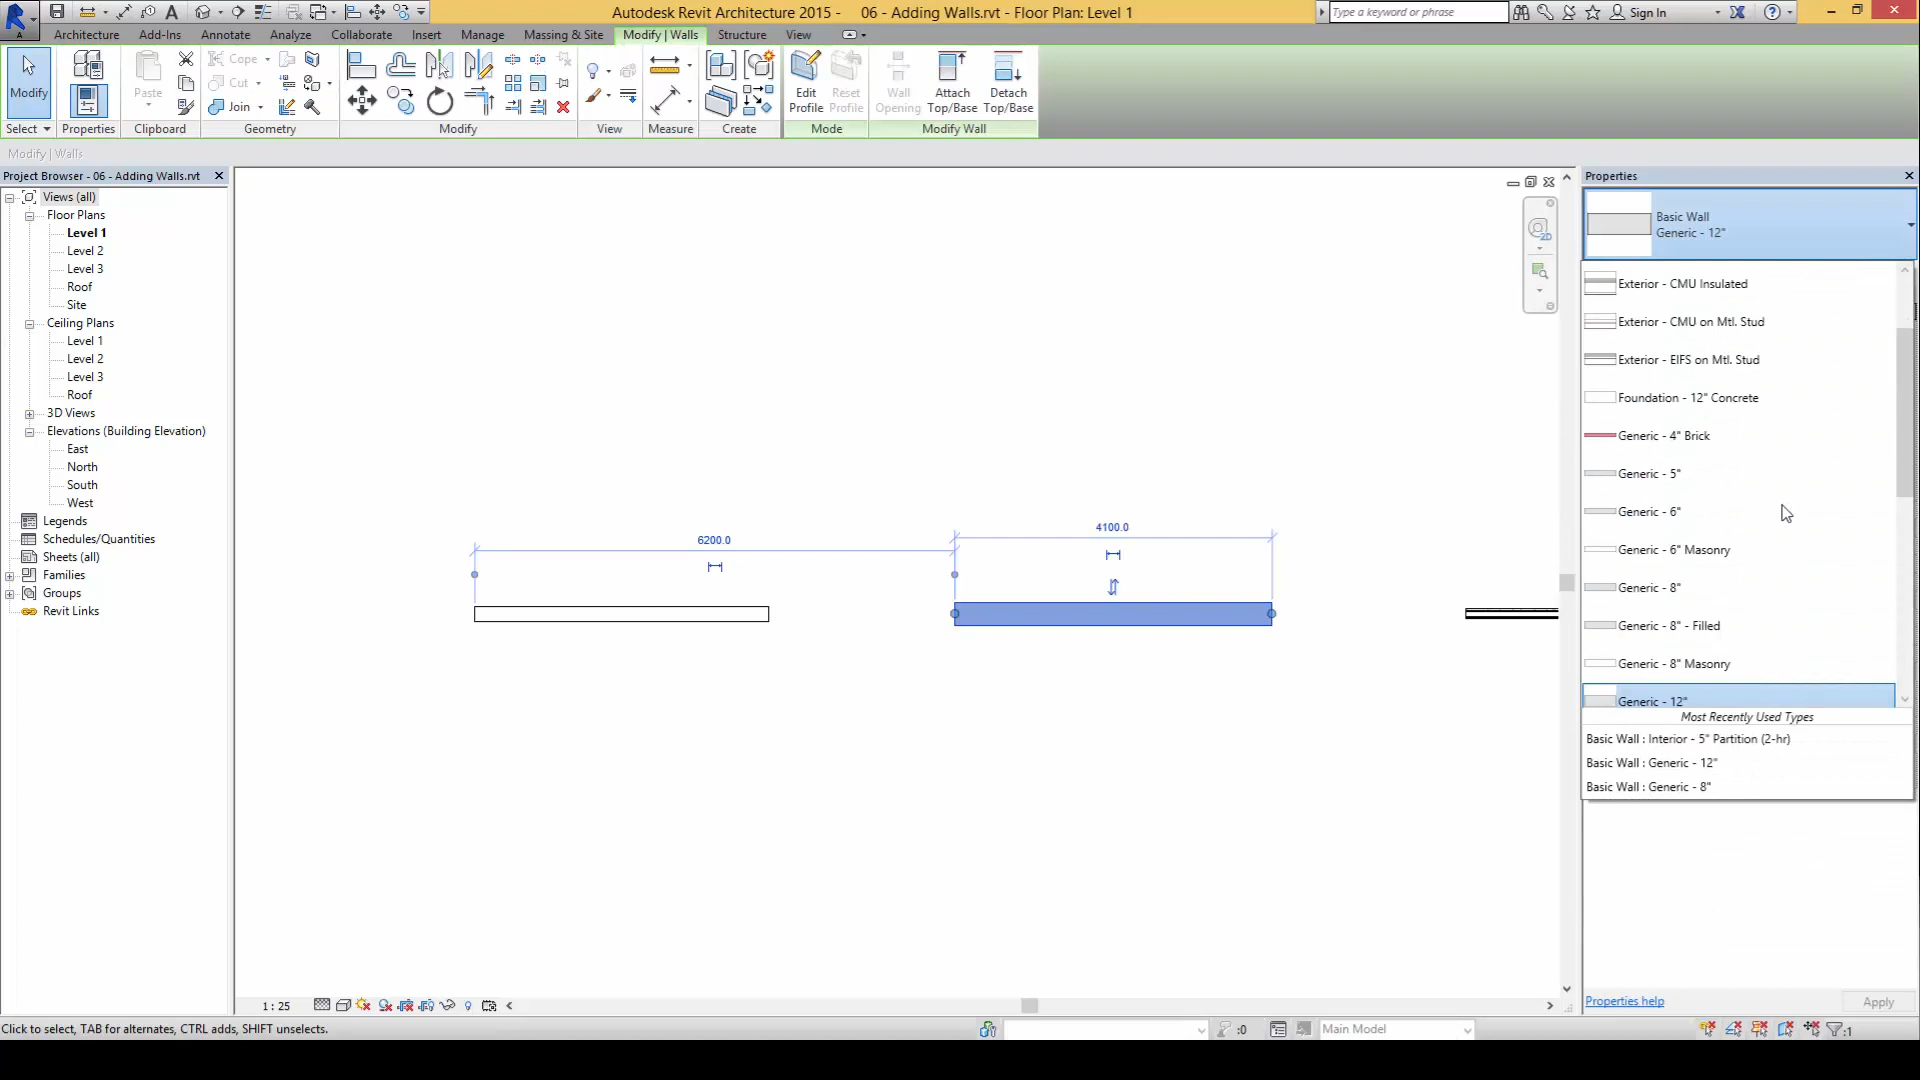 Autodesk Revit Architecture 2015 - 06 - Adding Walls.rvt - Floor Plan: Level 1
Type a keyword or phrase
Sign In
Architecture Add-Ins Annotate Analyze Collaborate Insert Manage Massing & Site Modify | Walls Structure View
Modify
Paste
Cope
Cut
Join
Edit Profile
Reset Profile
Wall Opening
Attach Top/Base
Detach Top/Base
Select Properties Clipboard Geometry Modify View Measure Create Mode Modify Wall
Modify | Walls
Project Browser - 06 - Adding Walls.rvt
Views (all)
Floor Plans
Level 1
Level 2
Level 3
Roof
Site
Ceiling Plans
Level 1
Level 2
Level 3
Roof
3D Views
Elevations (Building Elevation)
East
North
South
West
Legends
Schedules/Quantities
Sheets (all)
Families
Groups
Revit Links
2D
6200.0
4100.0
Properties
Basic Wall
Generic - 12"
Exterior - CMU Insulated
Exterior - CMU on Mtl. Stud
Exterior - EIFS on Mtl. Stud
Foundation - 12" Concrete
Generic - 4" Brick
Generic - 5"
Generic - 6"
Generic - 6" Masonry
Generic - 8"
Generic - 8" - Filled
Generic - 8" Masonry
Generic - 12"
Most Recently Used Types
Basic Wall : Interior - 5" Partition (2-hr)
Basic Wall : Generic - 12"
Basic Wall : Generic - 8"
Properties help
Apply
1 : 25
Click to select, TAB for alternates, CTRL adds, SHIFT unselects.
:0
Main Model
:1